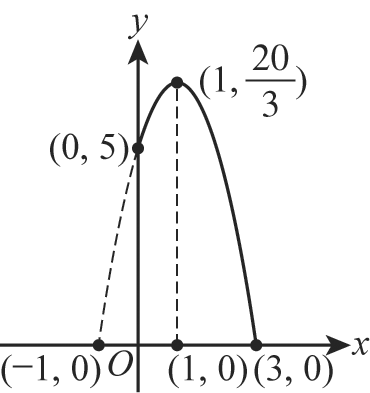 y
(1, 20/3)
(0, 5)
x
(−1, 0) O (1, 0) (3, 0)